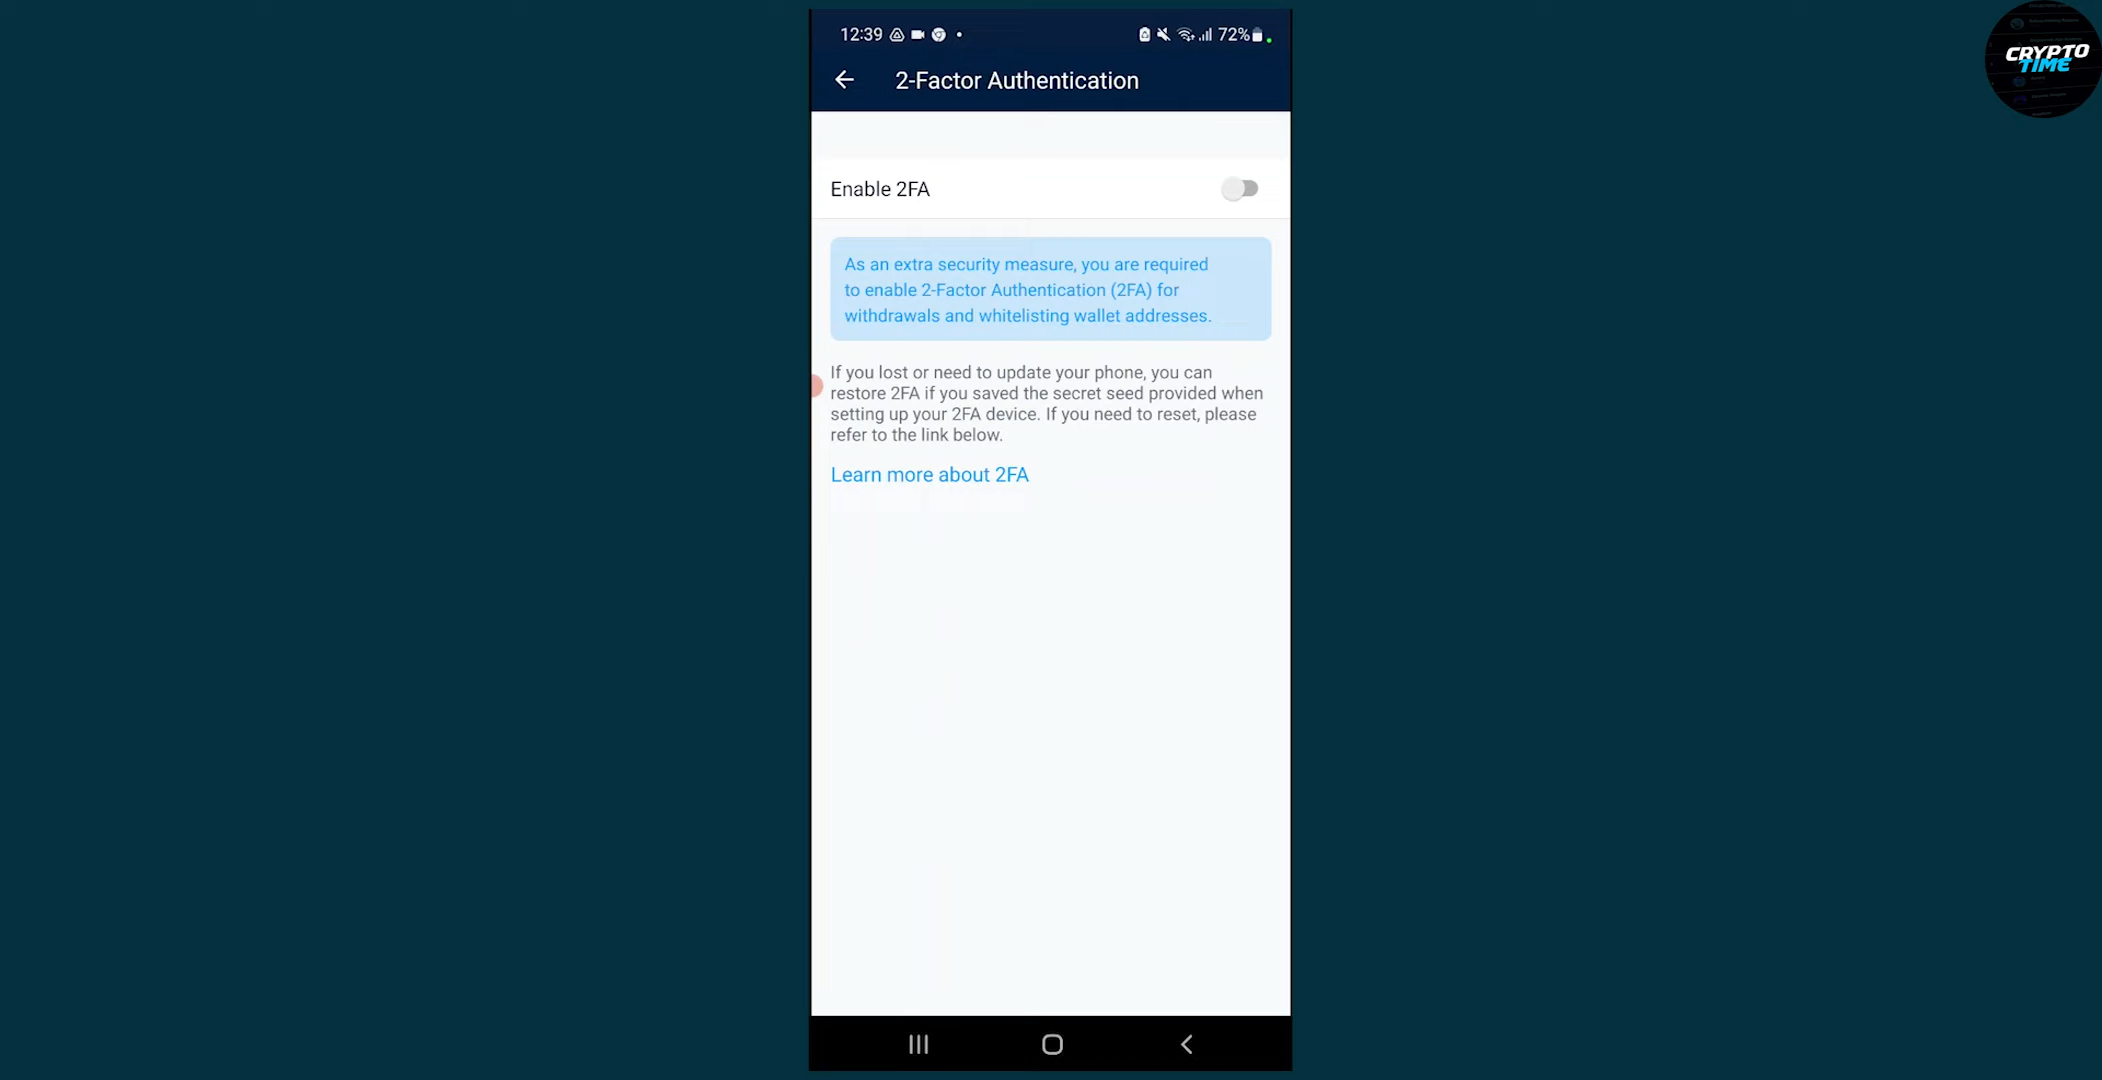 12:39
72%
2-Factor Authentication
Enable 2FA
As an extra security measure, you are required
to enable 2-Factor Authentication (2FA) for
withdrawals and whitelisting wallet addresses.
If you lost or need to update your phone, you can
restore 2FA if you saved the secret seed provided when
setting up your 2FA device. If you need to reset, please
refer to the link below.
Learn more about 2FA
CRYPTO
TIME